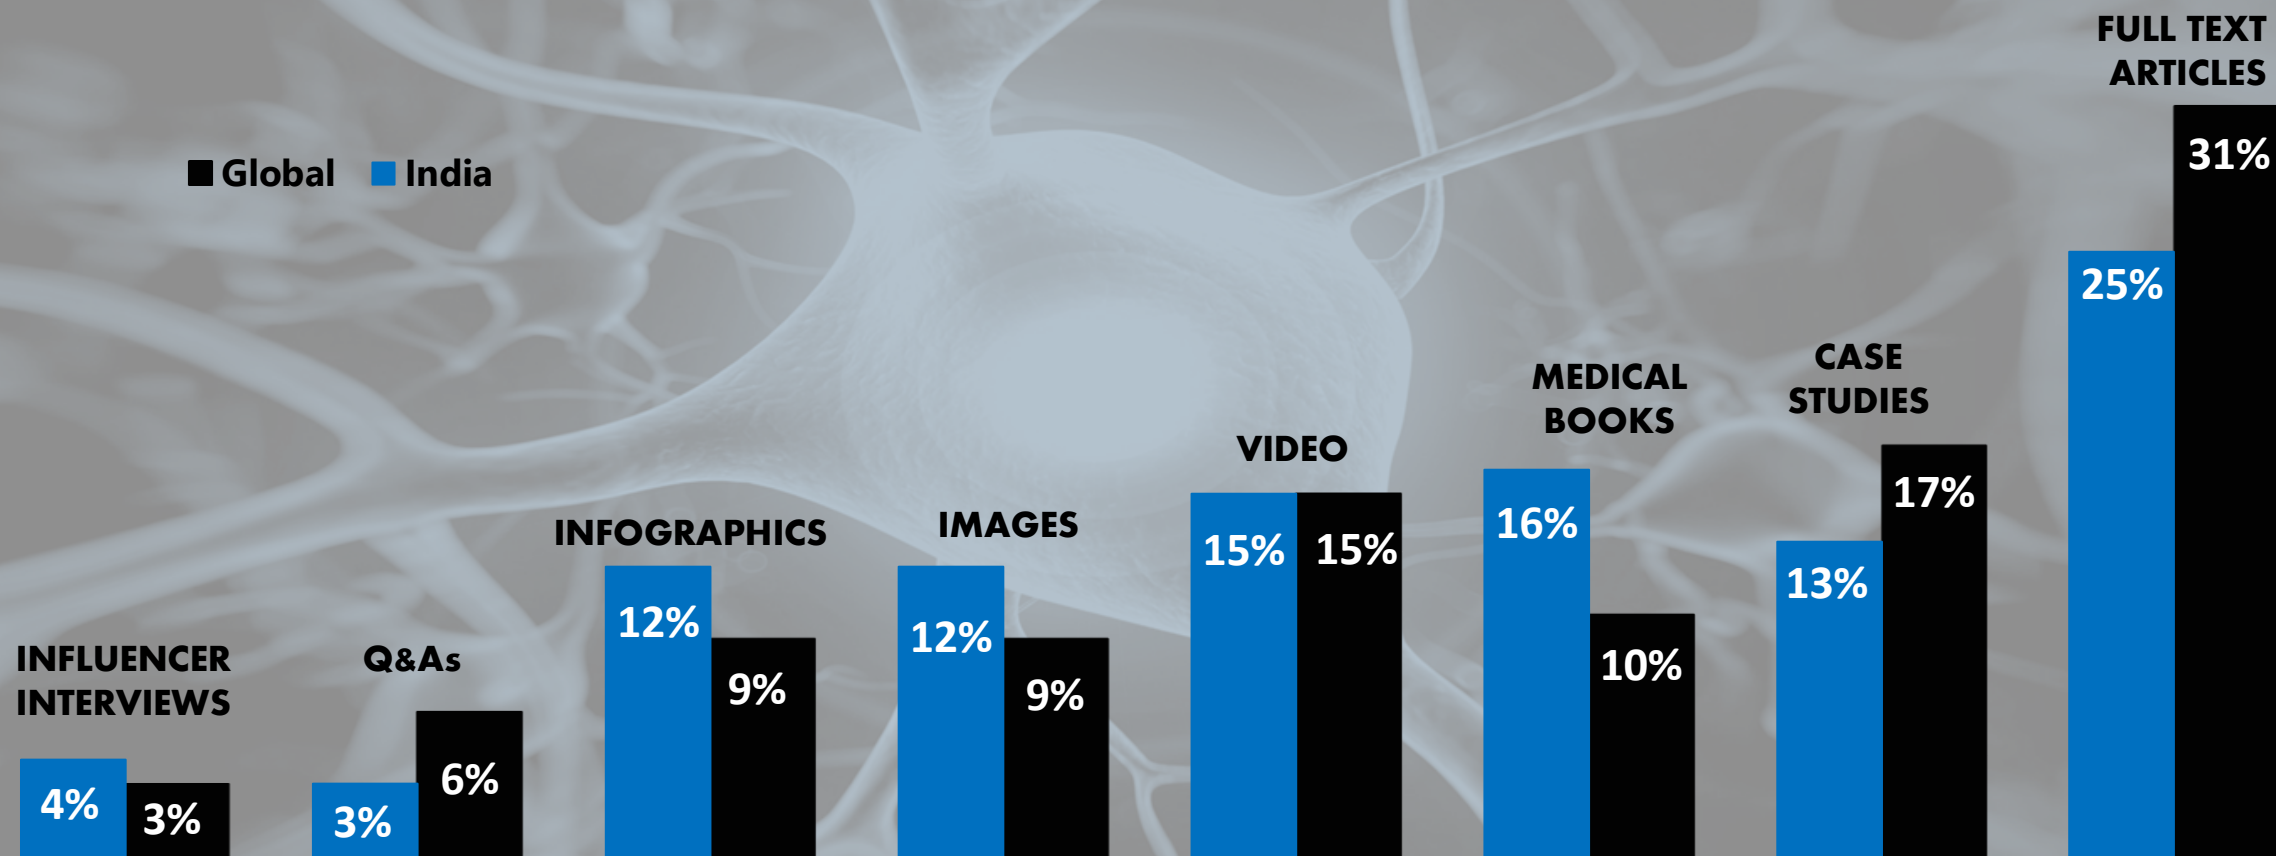 FULL TEXT
ARTICLES
31%
Global
India
25%
CASE
STUDIES
MEDICAL
BOOKS
VIDEO
17%
IMAGES
INFOGRAPHICS
16%
15%
15%
13%
12%
12%
10%
INFLUENCER
INTERVIEWS
Q&As
9%
9%
6%
4%
3%
3%